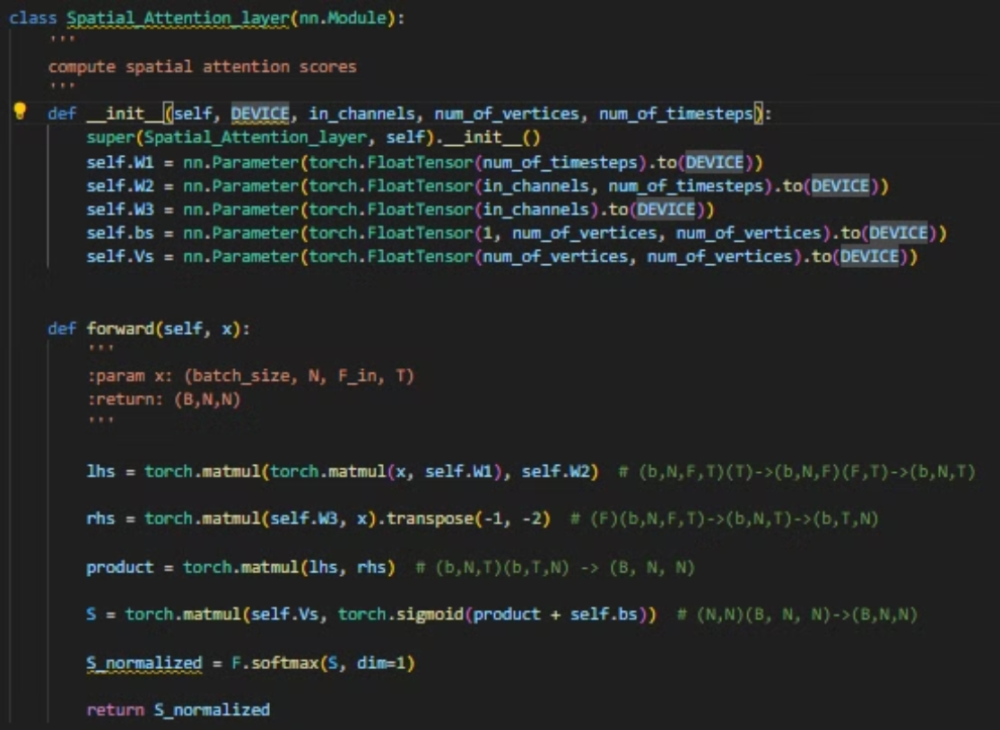 class Spatial_Attention_layer(nn.Module):
    '''
    compute spatial attention scores
    '''
    def __init__(self, DEVICE, in_channels, num_of_vertices, num_of_timesteps):
        super(Spatial_Attention_layer, self).__init__()
        self.W1 = nn.Parameter(torch.FloatTensor(num_of_timesteps).to(DEVICE))
        self.W2 = nn.Parameter(torch.FloatTensor(in_channels, num_of_timesteps).to(DEVICE))
        self.W3 = nn.Parameter(torch.FloatTensor(in_channels).to(DEVICE))
        self.bs = nn.Parameter(torch.FloatTensor(1, num_of_vertices, num_of_vertices).to(DEVICE))
        self.Vs = nn.Parameter(torch.FloatTensor(num_of_vertices, num_of_vertices).to(DEVICE))
    def forward(self, x):
        '''
        :param x: (batch_size, N, F_in, T)
        :return: (B,N,N)
        '''
        lhs = torch.matmul(torch.matmul(x, self.W1), self.W2)  # (b,N,F,T)(T)->(b,N,F)(F,T)->(b,N,T)
        rhs = torch.matmul(self.W3, x).transpose(-1, -2)  # (F)(b,N,F,T)->(b,N,T)->(b,T,N)
        product = torch.matmul(lhs, rhs)  # (b,N,T)(b,T,N) -> (B, N, N)
        S = torch.matmul(self.Vs, torch.sigmoid(product + self.bs))  # (N,N)(B, N, N)->(B,N,N)
        S_normalized = F.softmax(S, dim=1)
        return S_normalized